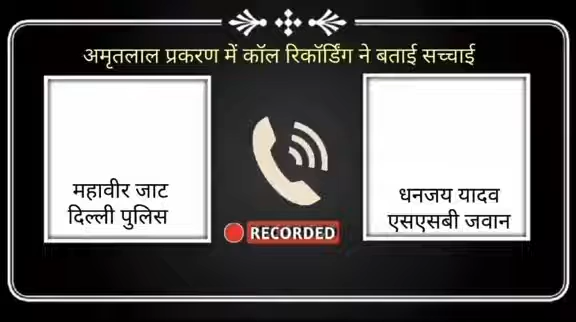 अमृतलाल प्रकरण में कॉल रिकॉर्डिंग ने बताई सच्चाई
महावीर जाट
दिल्ली पुलिस
RECORDED
धनजय यादव
एसएसबी जवान